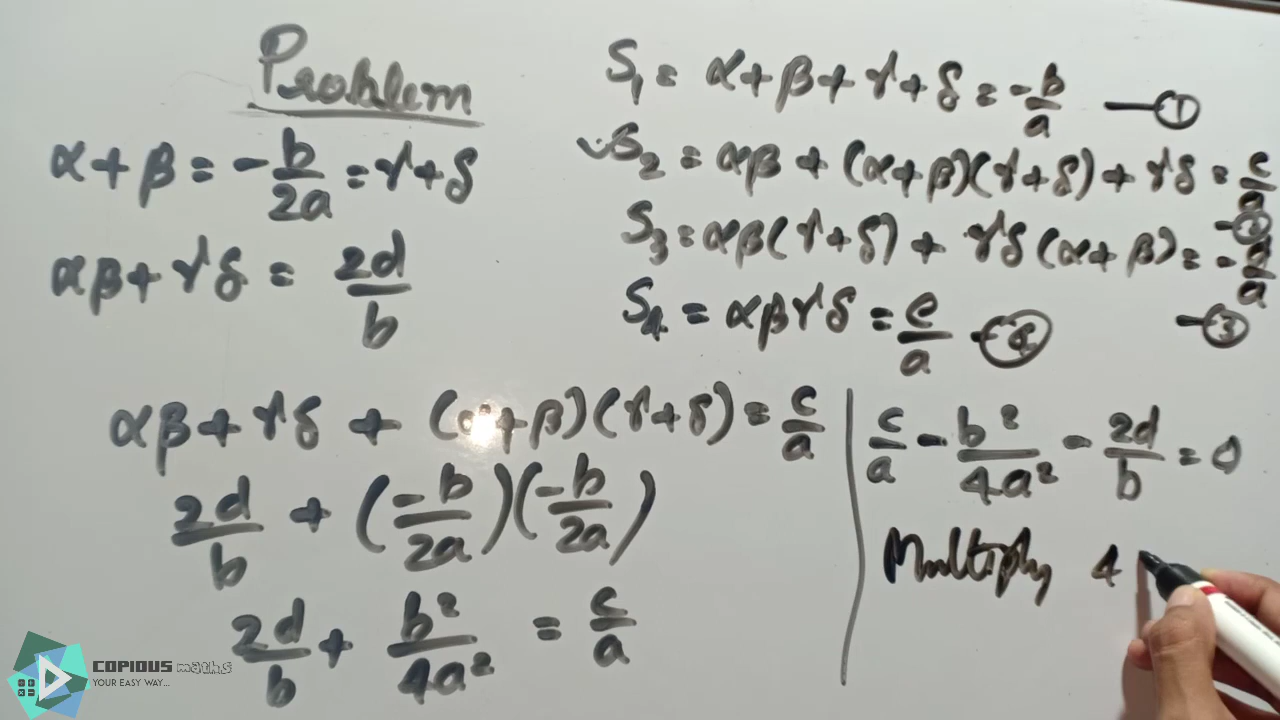 Problem
α+β = -b/2a = γ+δ
αβ+γδ = 2d/b
S₁ = α+β+γ+δ = -b/a —①
S₂ = αβ + (α+β)(γ+δ) + γδ = c/a —②
S₃ = αβ(γ+δ) + γδ(α+β) = -d/a —③
S₄ = αβγδ = e/a —④
αβ+γδ + (α+β)(γ+δ) = c/a
2d/b + (-b/2a)(-b/2a)
2d/b + b²/4a² = c/a
c/a - b²/4a² - 2d/b = 0
Multiply 4
COPIOUS maths
YOUR EASY WAY...